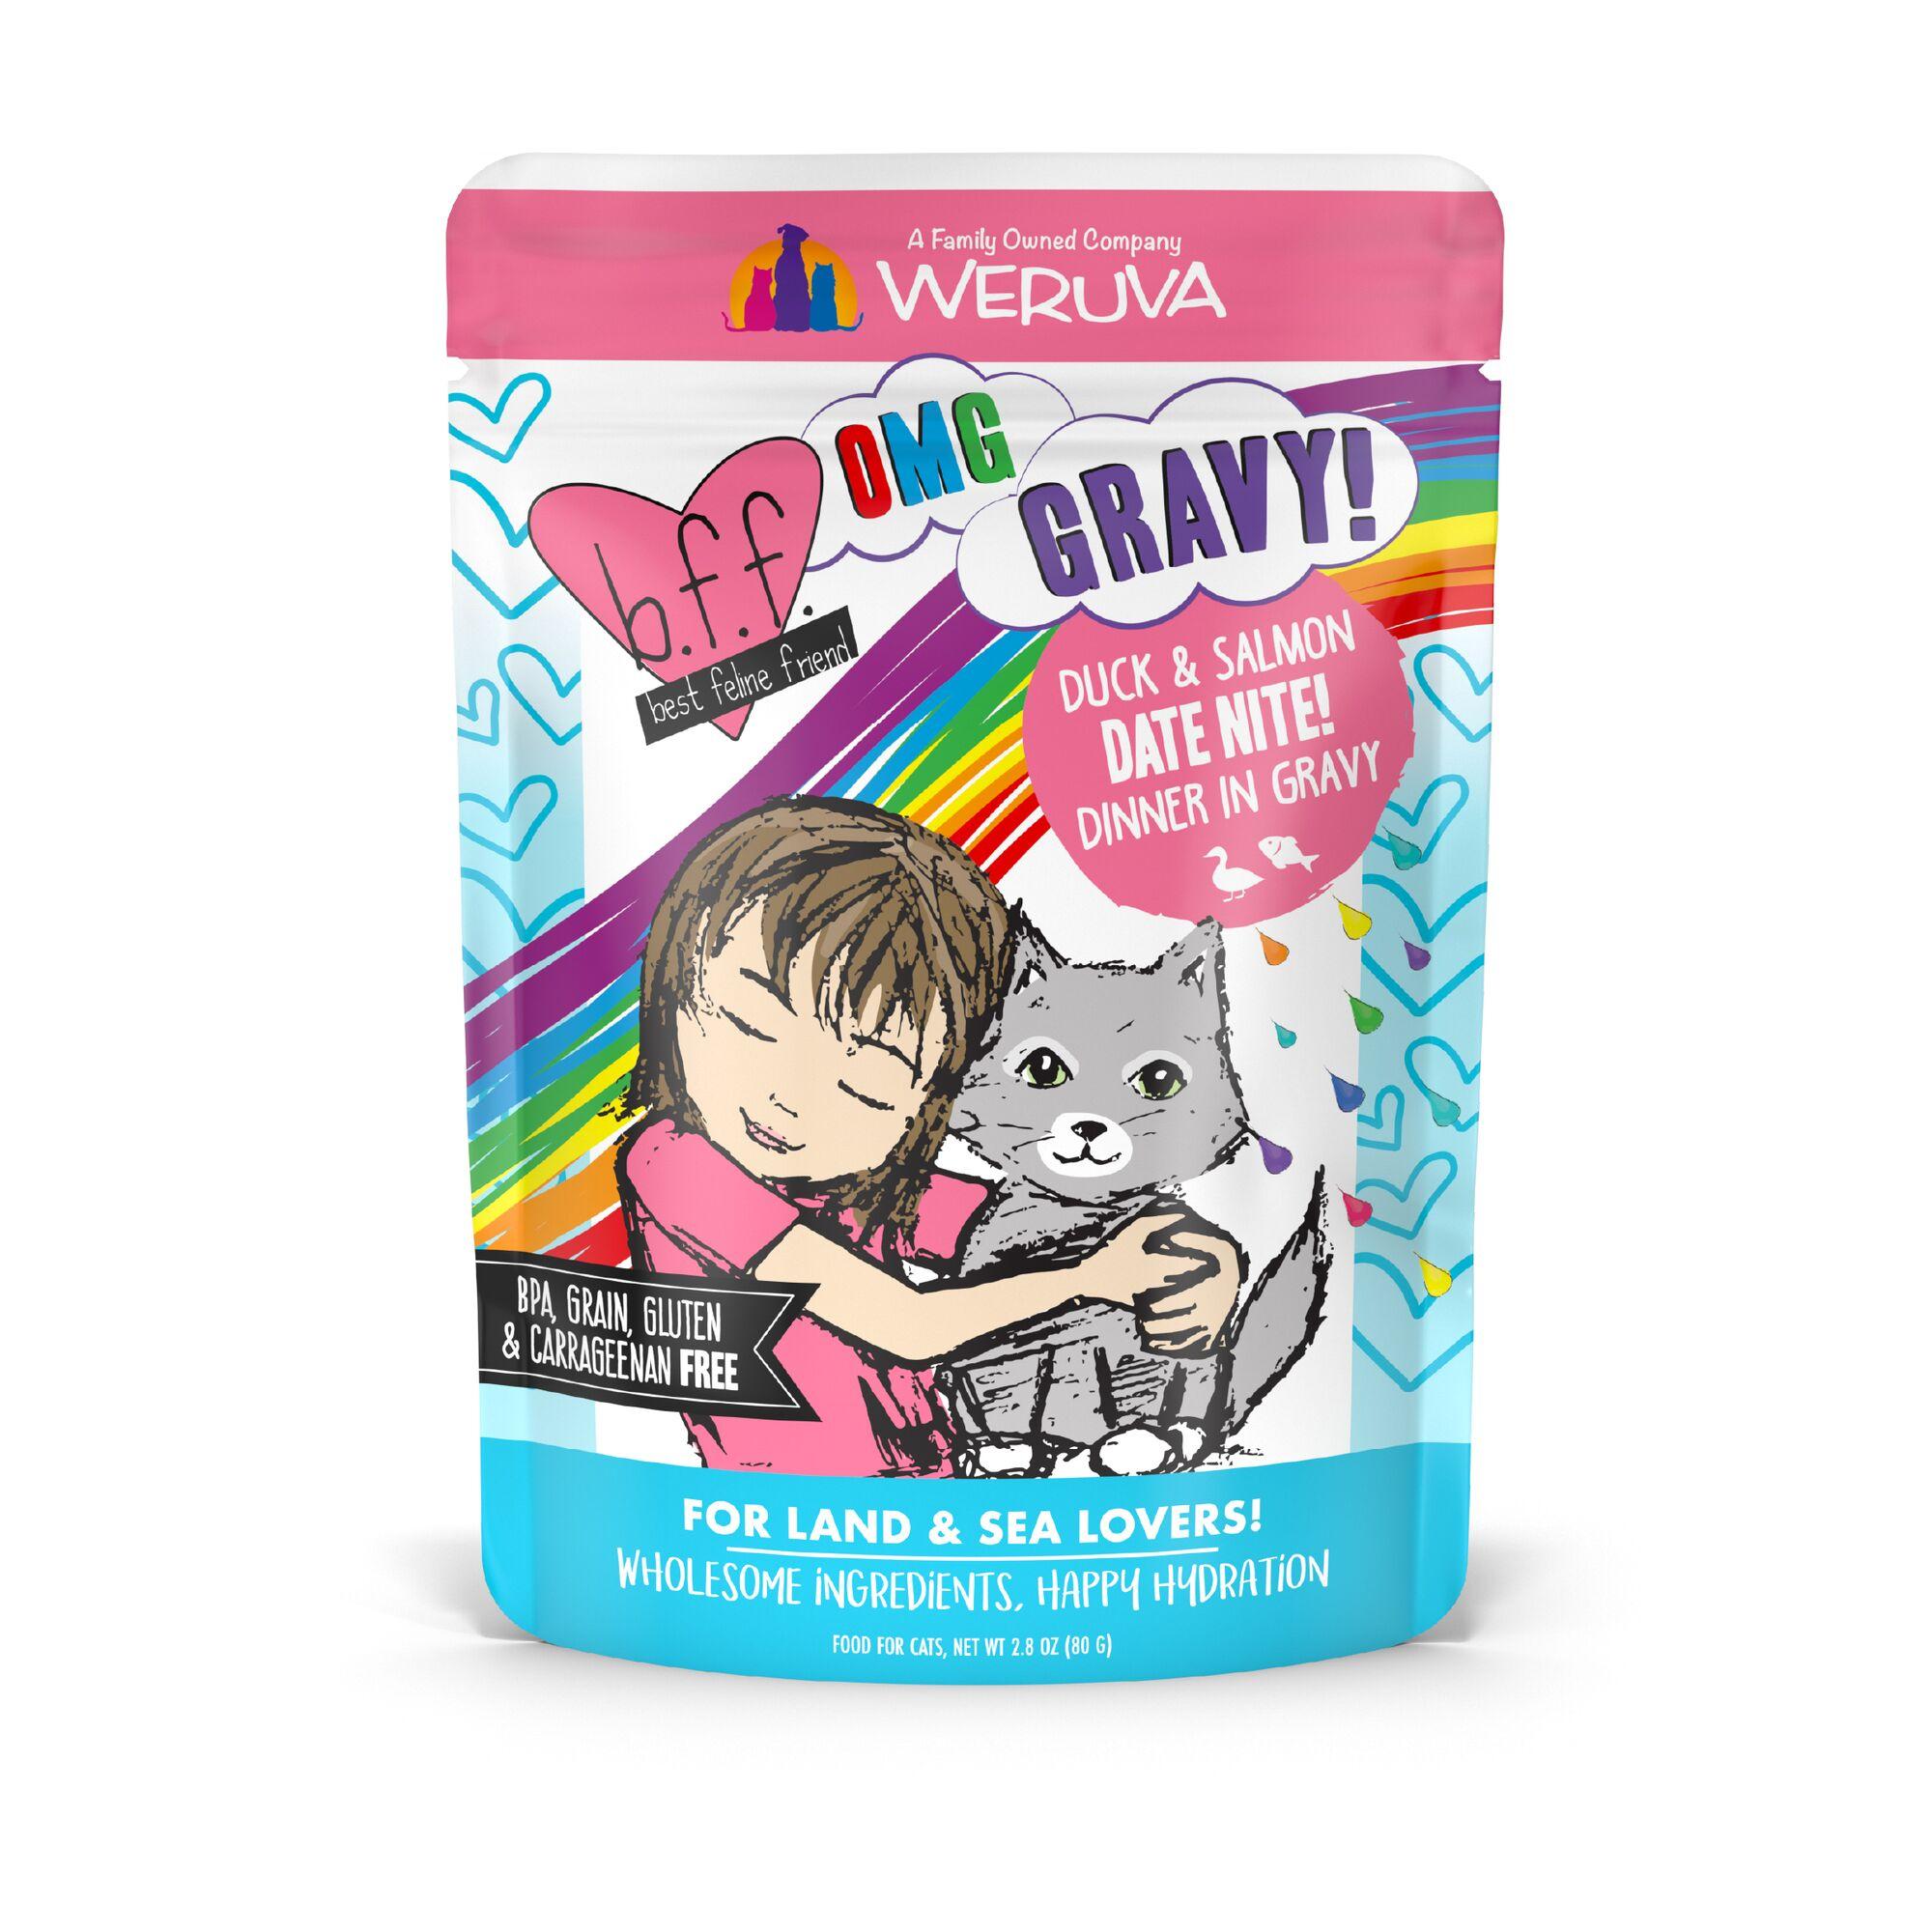 A Family Owned Company
WERUVA
OMG
GRAVY!
b.f.f.
best feline friend
DUCK & SALMON
DATE NITE!
DINNER IN GRAVY
BPA, GRAIN, GLUTEN
& CARRAGEENAN FREE
FOR LAND & SEA LOVERS!
WHOLESOME iNGREDiENTS, HAPPY HYDRATiON
FOOD FOR CATS, NET WT 2.8 OZ (80 G)